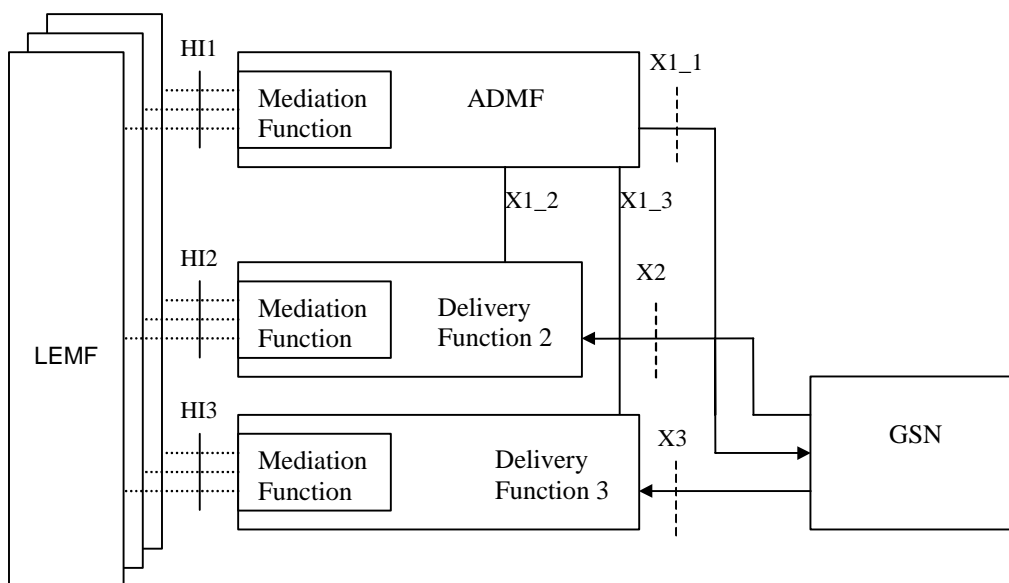 HI1
X1_1
Mediation
Function
ADMF
X1_2
X1_3
HI2
X2
Mediation
Function
Delivery
Function 2
LEMF
HI3
X3
GSN
Mediation
Function
Delivery
Function 3